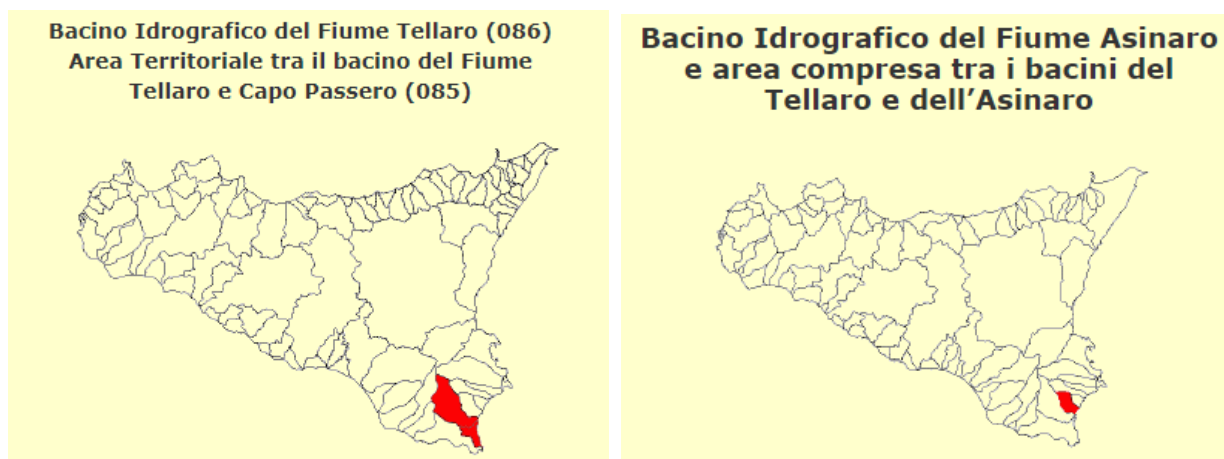 Bacino Idrografico del Fiume Tellaro (086)
Area Territoriale tra il bacino del Fiume
Tellaro e Capo Passero (085)
Bacino Idrografico del Fiume Asinaro
e area compresa tra i bacini del
Tellaro e dell’Asinaro